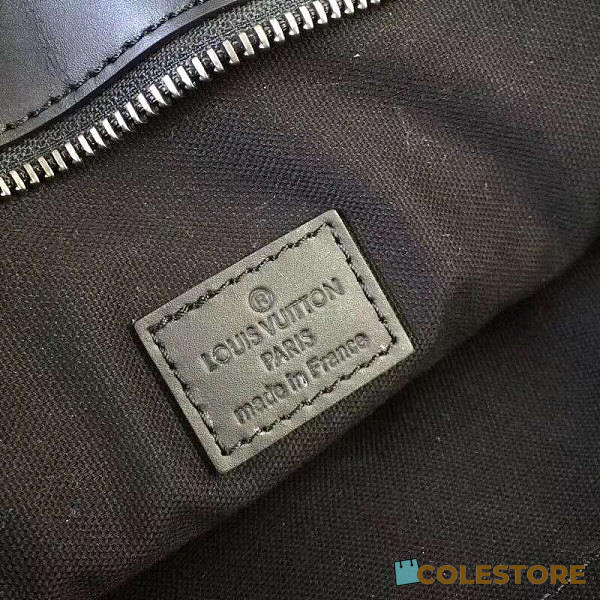 ®
LOUIS VUITTON
PARIS
made in France
COLESTORE